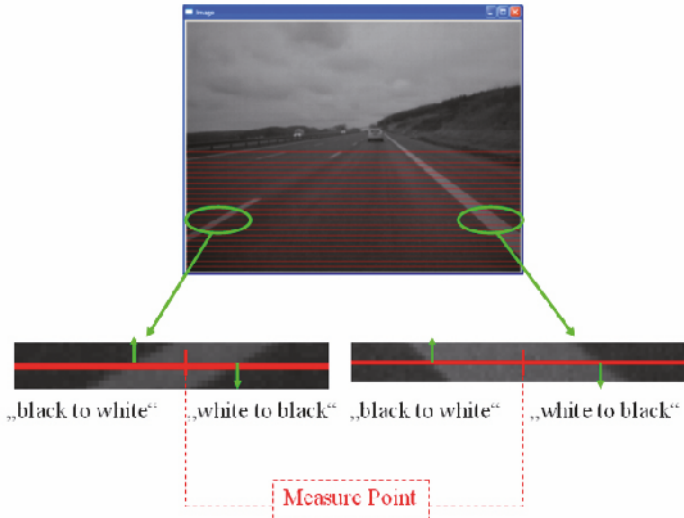 Image
„black to white“ „white to black“ „black to white“ „white to black“
Measure Point